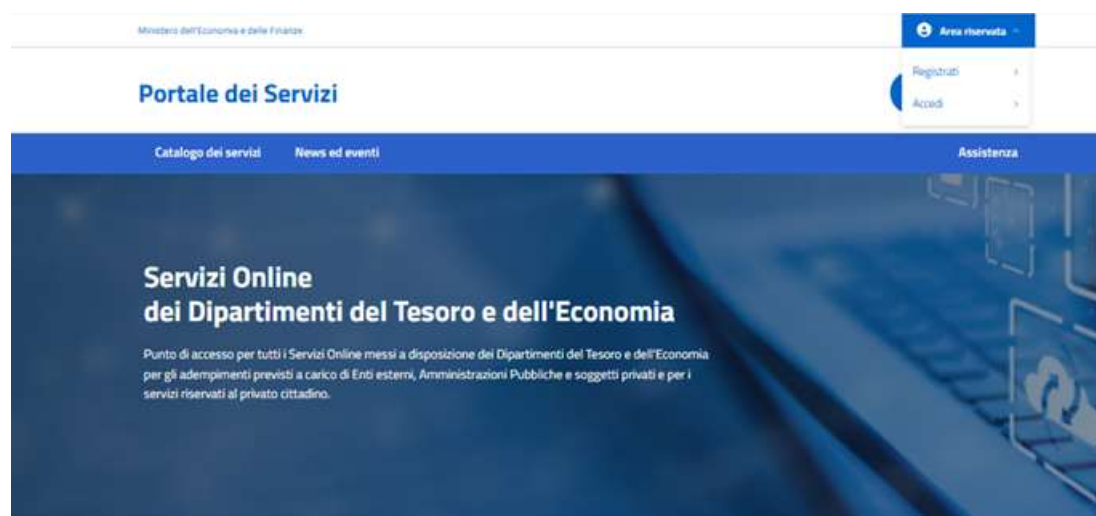 Ministero dell'Economia e delle Finanze
Area riservata
Registrati
Accedi
Portale dei Servizi
Catalogo dei servizi
News ed eventi
Assistenza
Servizi Online
dei Dipartimenti del Tesoro e dell'Economia
Punto di accesso per tutti i Servizi Online messi a disposizione dei Dipartimenti del Tesoro e dell'Economia
per gli adempimenti previsti a carico di Enti esterni, Amministrazioni Pubbliche e soggetti privati e per i
servizi riservati al privato cittadino.